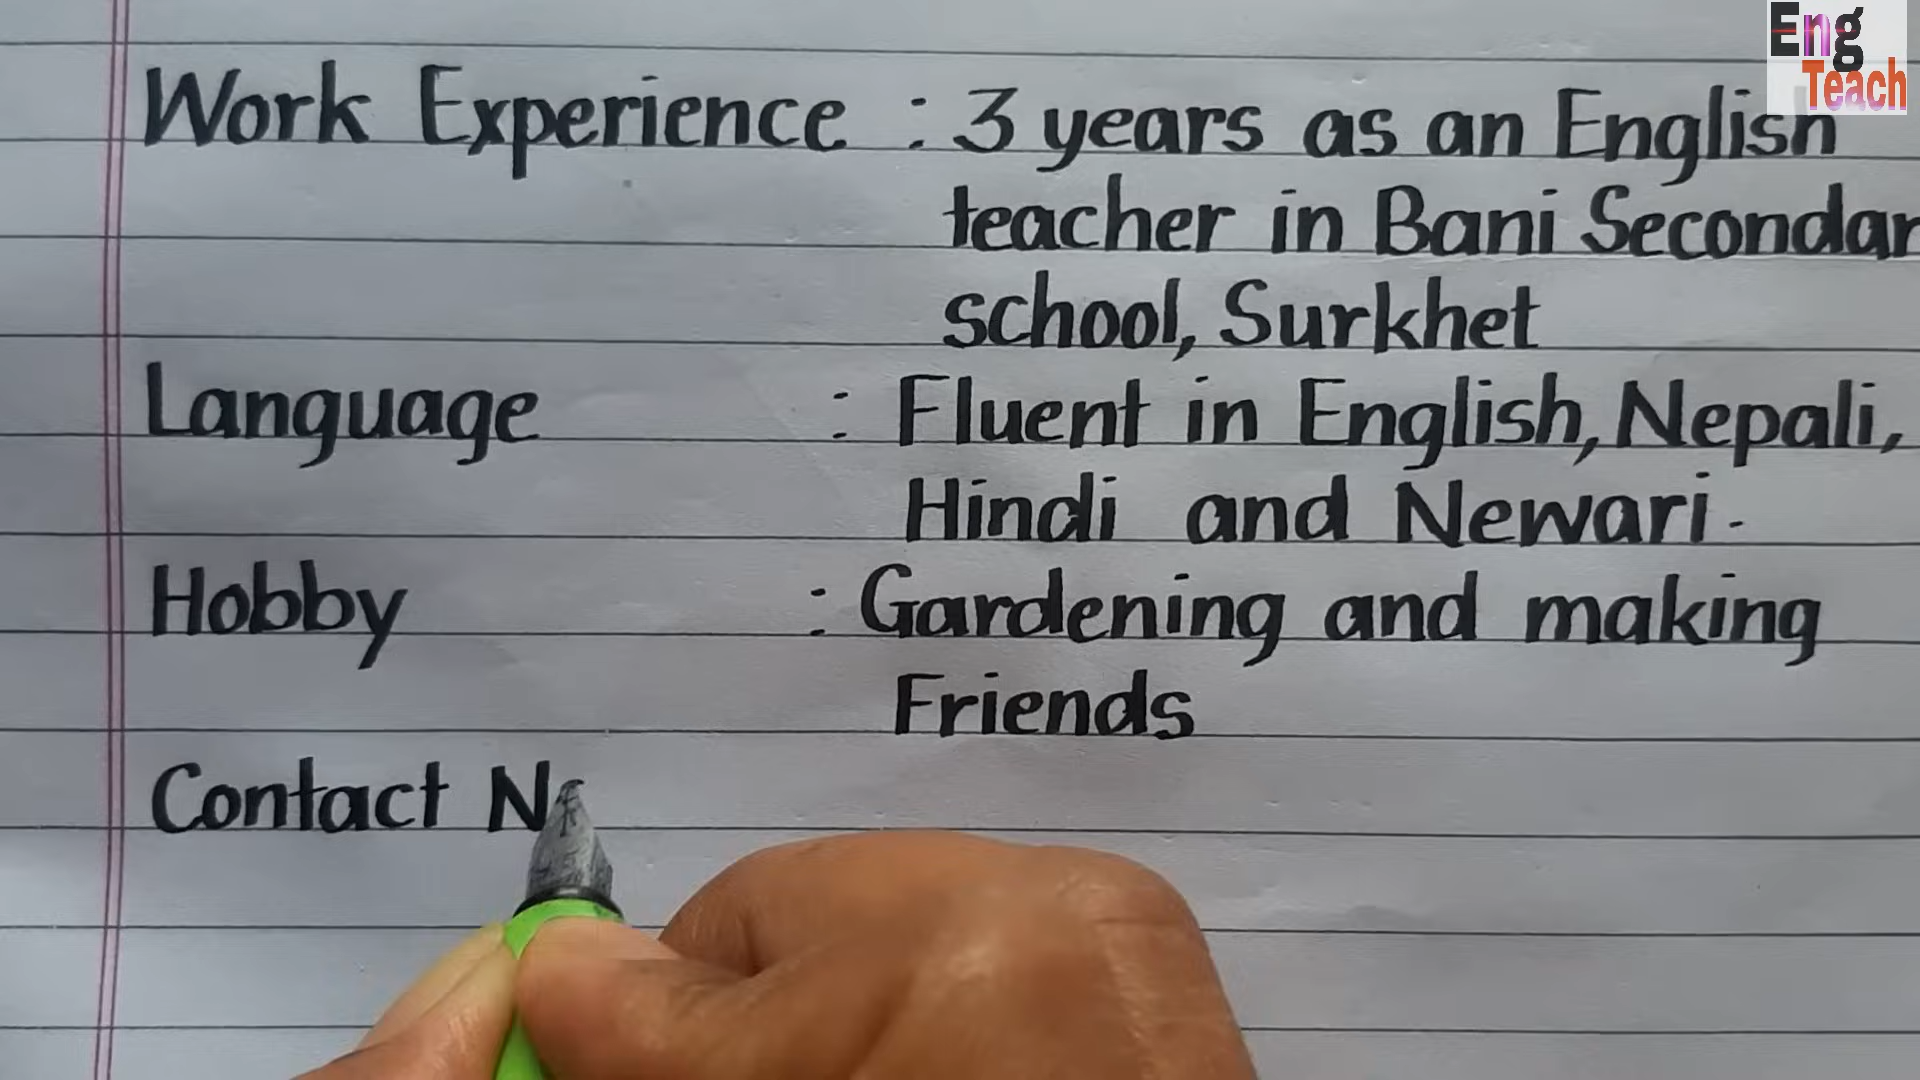 Eng
Teach
Work Experience : 3 years as an English
teacher in Bani Secondar
school, Surkhet
Language : Fluent in English, Nepali,
Hindi and Newari.
Hobby : Gardening and making
Friends
Contact N